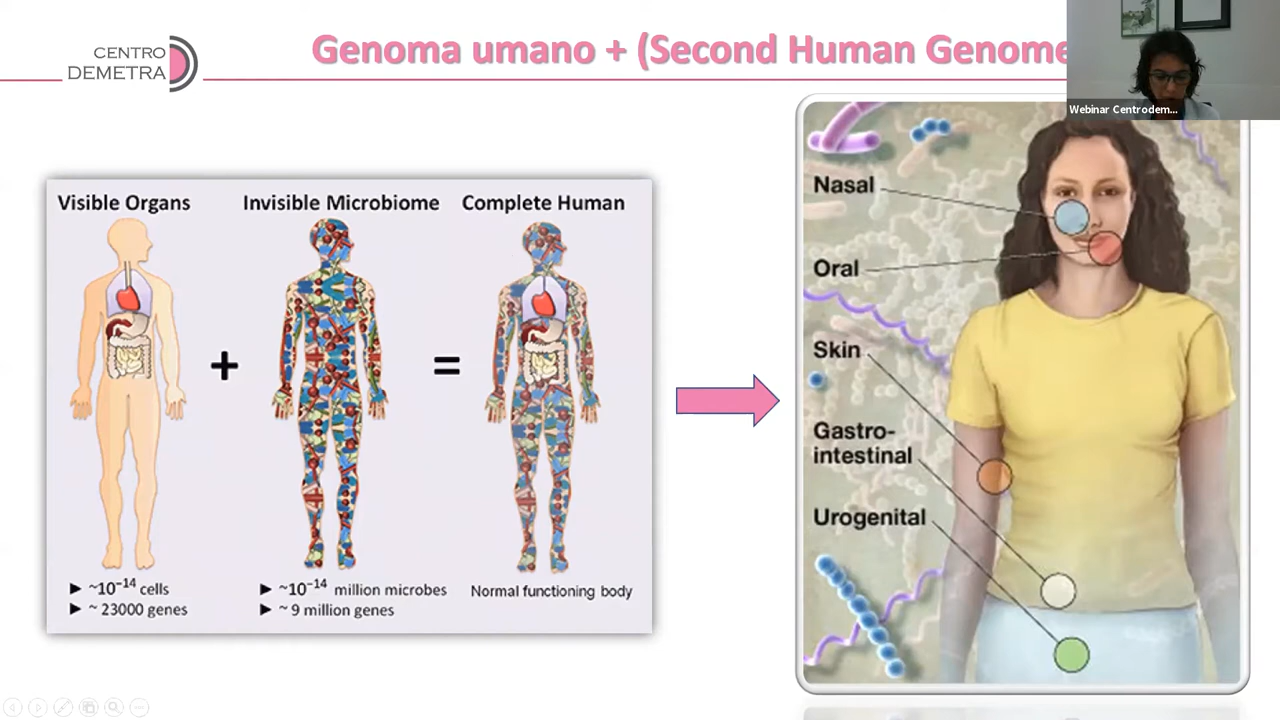 CENTRO
DEMETRA
Genoma umano + (Second Human Genome
Webinar Centrodem...
Visible Organs
Invisible Microbiome
Complete Human
+
=
► ~10⁻¹⁴ cells
► ~ 23000 genes
► ~10⁻¹⁴ million microbes
► ~ 9 million genes
Normal functioning body
Nasal
Oral
Skin
Gastro-
intestinal
Urogenital